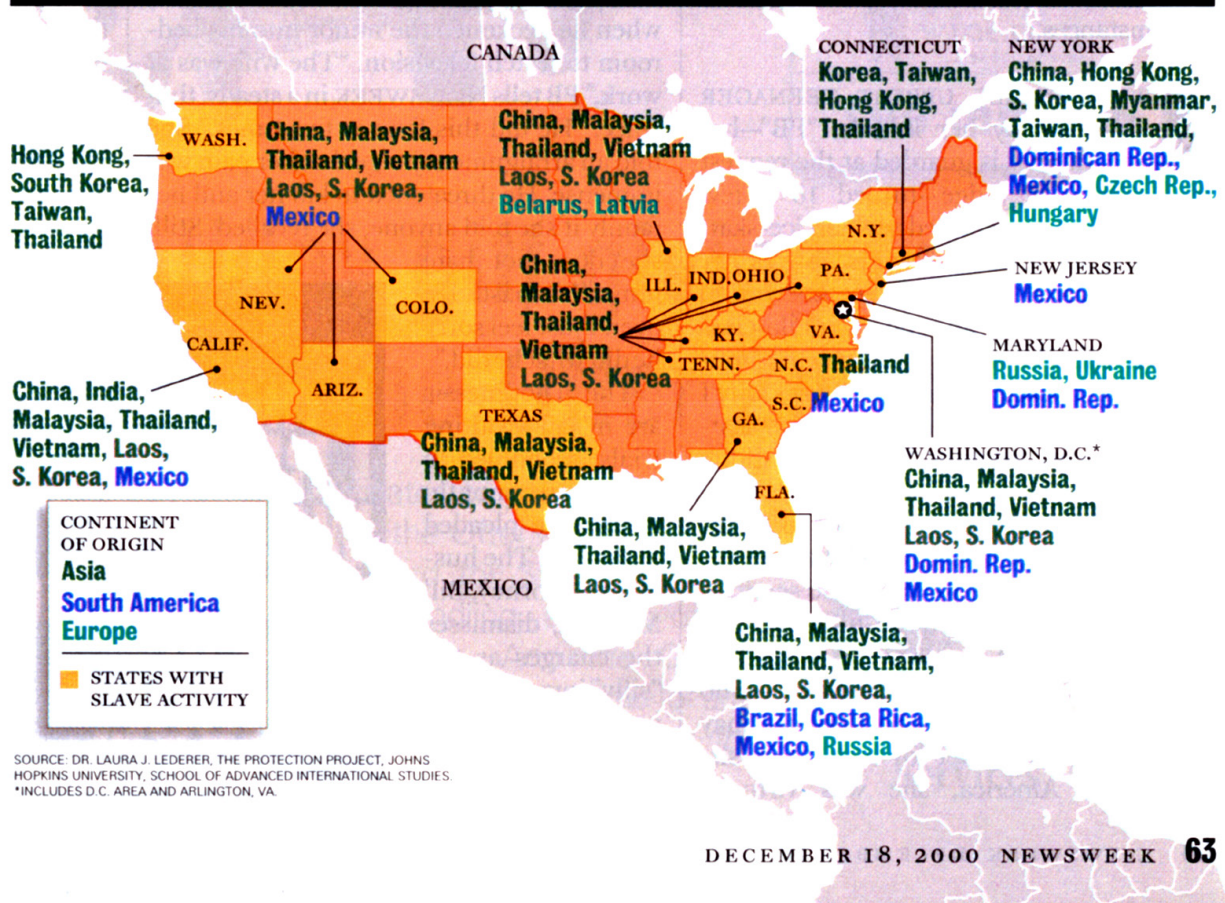 CANADA
WASH.
Hong Kong,
South Korea,
Taiwan,
Thailand
China, Malaysia,
Thailand, Vietnam
Laos, S. Korea,
Mexico
China, Malaysia,
Thailand, Vietnam
Laos, S. Korea
Belarus, Latvia
CONNECTICUT
Korea, Taiwan,
Hong Kong,
Thailand
NEW YORK
China, Hong Kong,
S. Korea, Myanmar,
Taiwan, Thailand,
Dominican Rep.,
Mexico, Czech Rep.,
Hungary
N.Y.
NEW JERSEY
Mexico
MARYLAND
Russia, Ukraine
Domin. Rep.
NEV.
COLO.
CALIF.
ARIZ.
China,
Malaysia,
Thailand,
Vietnam
Laos, S. Korea
ILL.
IND.
OHIO
PA.
KY.
VA.
TENN.
N.C. Thailand
S.C. Mexico
GA.
FLA.
China, India,
Malaysia, Thailand,
Vietnam, Laos,
S. Korea, Mexico
TEXAS
China, Malaysia,
Thailand, Vietnam
Laos, S. Korea
China, Malaysia,
Thailand, Vietnam
Laos, S. Korea
WASHINGTON, D.C.*
China, Malaysia,
Thailand, Vietnam
Laos, S. Korea
Domin. Rep.
Mexico
MEXICO
China, Malaysia,
Thailand, Vietnam,
Laos, S. Korea,
Brazil, Costa Rica,
Mexico, Russia
CONTINENT
OF ORIGIN
Asia
South America
Europe
STATES WITH
SLAVE ACTIVITY
SOURCE: DR. LAURA J. LEDERER, THE PROTECTION PROJECT, JOHNS
HOPKINS UNIVERSITY, SCHOOL OF ADVANCED INTERNATIONAL STUDIES.
*INCLUDES D.C. AREA AND ARLINGTON, VA.
DECEMBER 18, 2000 NEWSWEEK 63